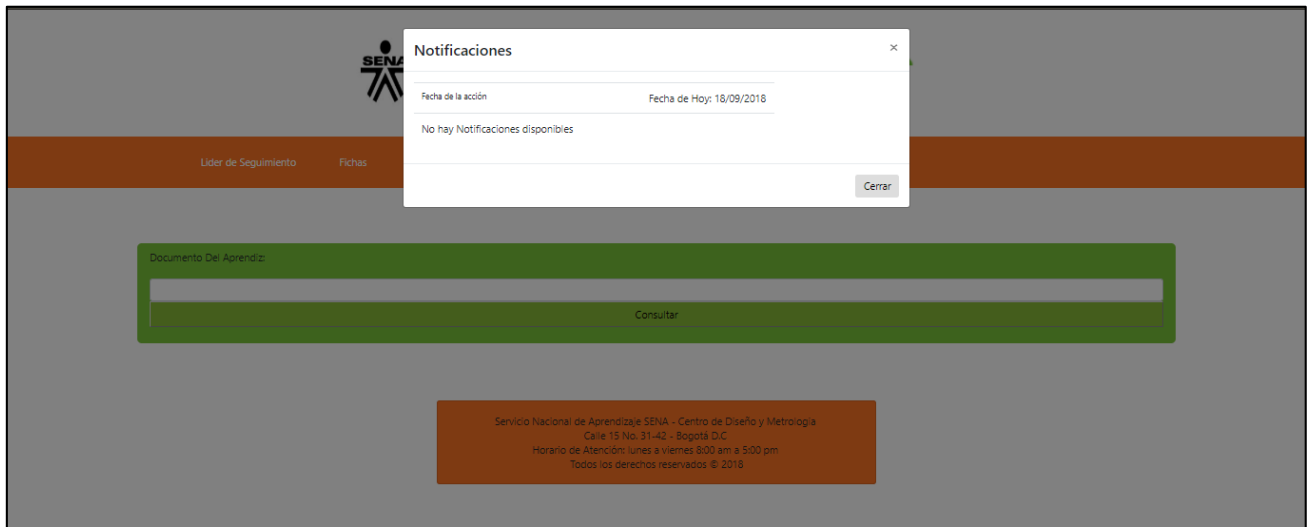 SENA
Notificaciones ×
Fecha de la acción Fecha de Hoy: 18/09/2018
No hay Notificaciones disponibles
Cerrar
Lider de Seguimiento Fichas
Documento Del Aprendiz:
Consultar
Servicio Nacional de Aprendizaje SENA - Centro de Diseño y Metrologia
Calle 15 No. 31-42 - Bogotá D.C
Horario de Atención: lunes a viernes 8:00 am a 5:00 pm
Todos los derechos reservados © 2018